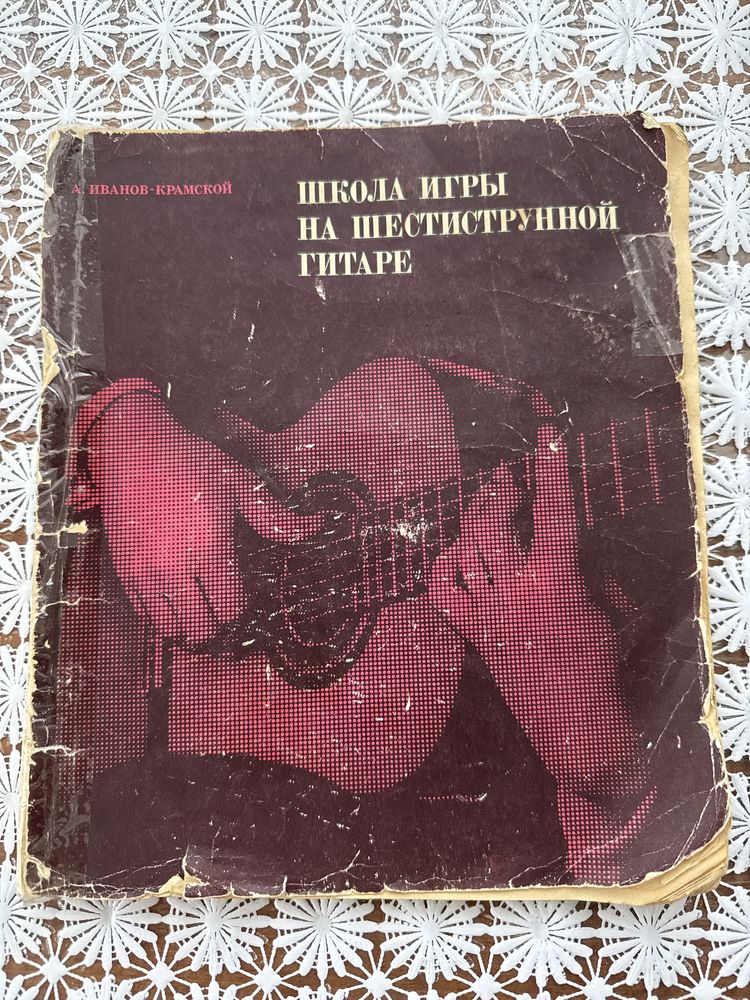 А. ИВАНОВ-КРАМСКОЙ
ШКОЛА ИГРЫ
НА ШЕСТИСТРУННОЙ
ГИТАРЕ